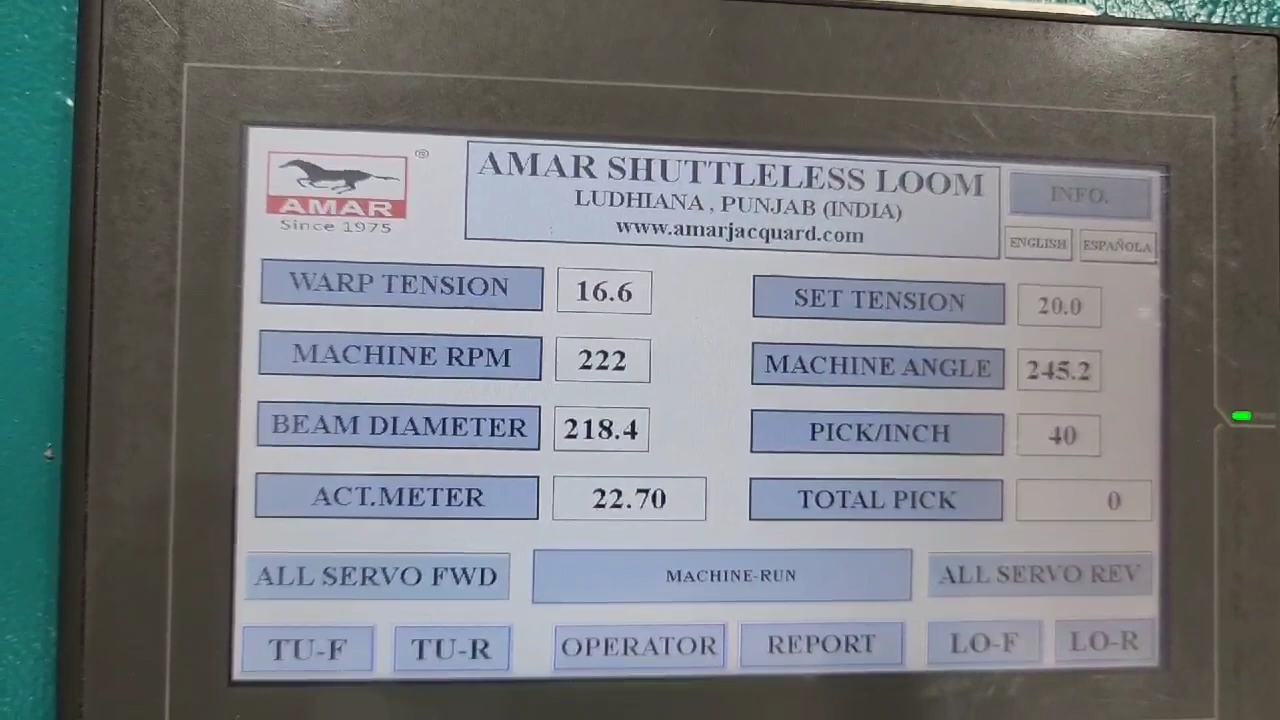 AMAR
Since 1975
®
AMAR SHUTTLELESS LOOM
LUDHIANA, PUNJAB (INDIA)
www.amarjacquard.com
INFO.
ENGLISH
ESPAÑOLA
WARP TENSION 16.6
SET TENSION 20.0
MACHINE RPM 222
MACHINE ANGLE 245.2
BEAM DIAMETER 218.4
PICK/INCH 40
ACT.METER 22.70
TOTAL PICK 0
ALL SERVO FWD
MACHINE-RUN
ALL SERVO REV
TU-F
TU-R
OPERATOR
REPORT
LO-F
LO-R